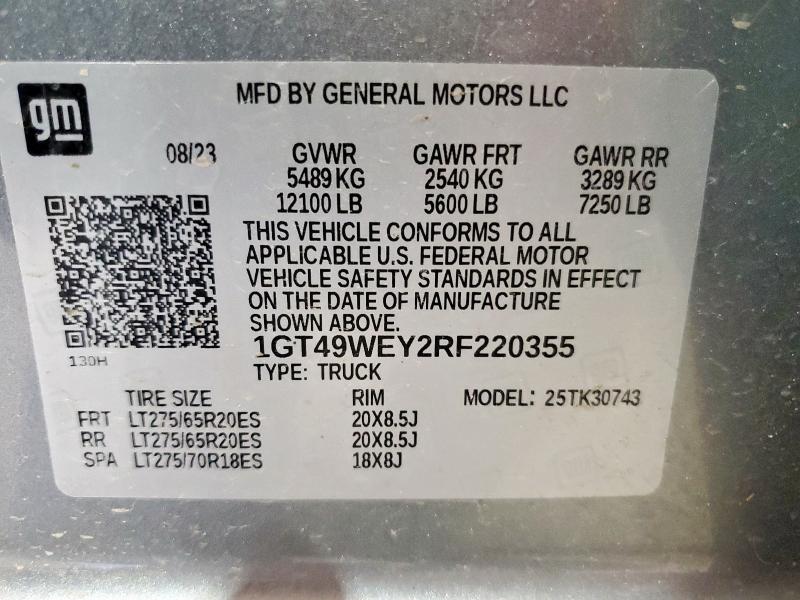 gm
MFD BY GENERAL MOTORS LLC
08/23 GVWR GAWR FRT GAWR RR
5489 KG 2540 KG 3289 KG
12100 LB 5600 LB 7250 LB
THIS VEHICLE CONFORMS TO ALL
APPLICABLE U.S. FEDERAL MOTOR
VEHICLE SAFETY STANDARDS IN EFFECT
ON THE DATE OF MANUFACTURE
SHOWN ABOVE.
1GT49WEY2RF220355
130H
TYPE: TRUCK
TIRE SIZE RIM MODEL: 25TK30743
FRT LT275/65R20ES 20X8.5J
RR LT275/65R20ES 20X8.5J
SPA LT275/70R18ES 18X8J